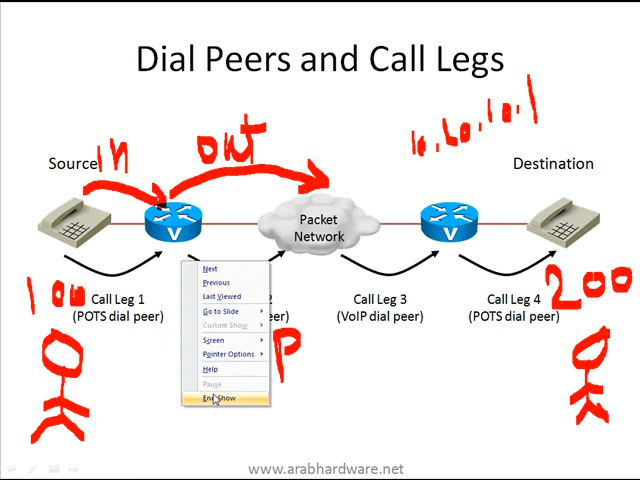 Dial Peers and Call Legs
10.10.10.1
in
out
Source
Destination
V
Packet
Network
V
100
200
Call Leg 1
(POTS dial peer)
Call Leg 3
(VoIP dial peer)
Call Leg 4
(POTS dial peer)
Next
Previous
Last Viewed
Go to Slide
Custom Show
Screen
Pointer Options
Help
Pause
End Show
P
www.arabhardware.net